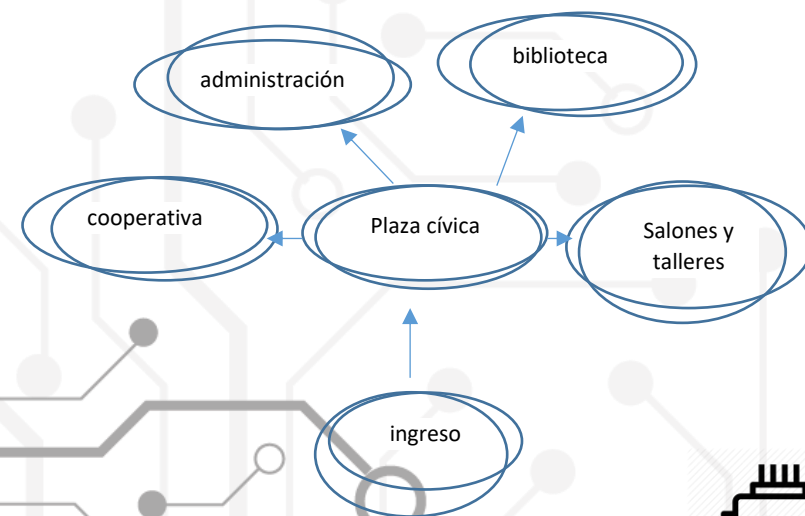 biblioteca
administración
cooperativa
Plaza cívica
Salones y
talleres
ingreso